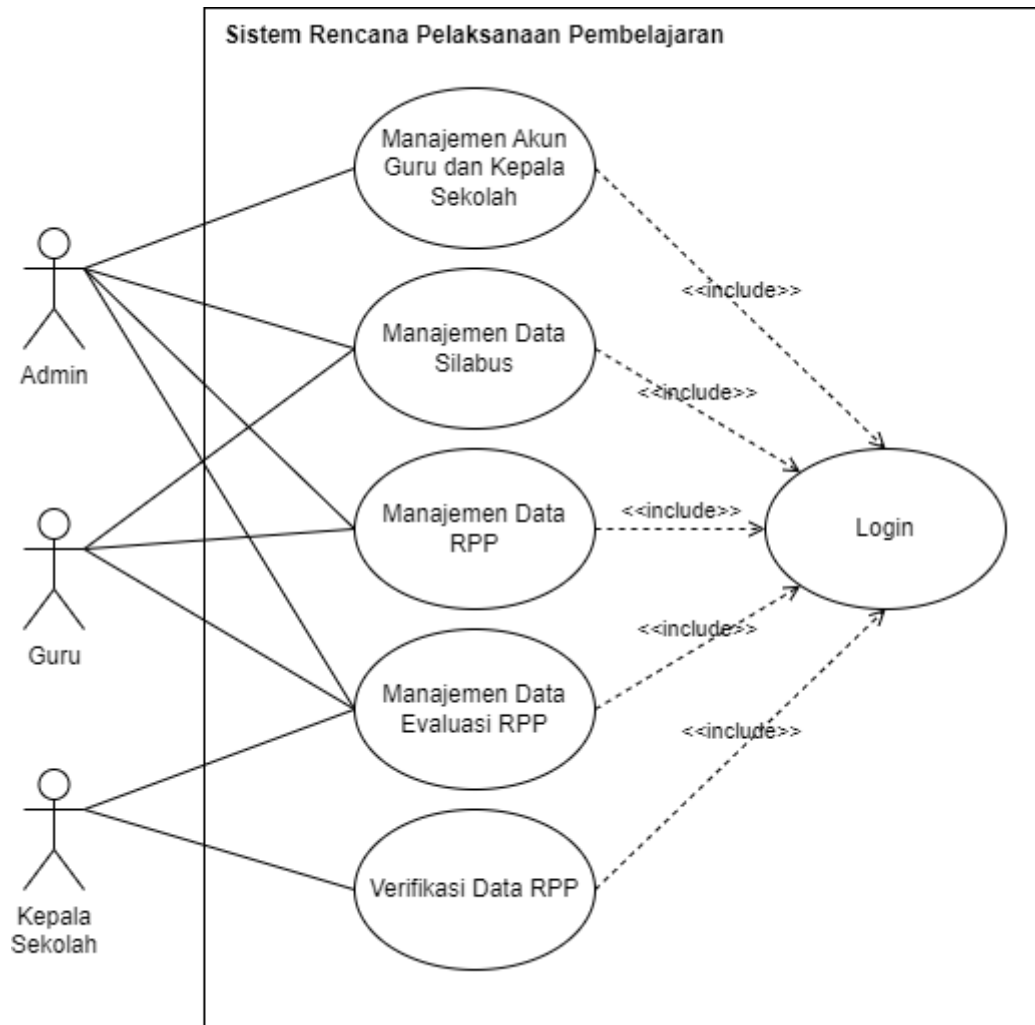 Sistem Rencana Pelaksanaan Pembelajaran
Manajemen Akun
Guru dan Kepala
Sekolah
<<include>>
Admin
Manajemen Data
Silabus
<<include>>
Manajemen Data
RPP
<<include>>
Login
Guru
Manajemen Data
Evaluasi RPP
<<include>>
<<include>>
Verifikasi Data RPP
Kepala
Sekolah